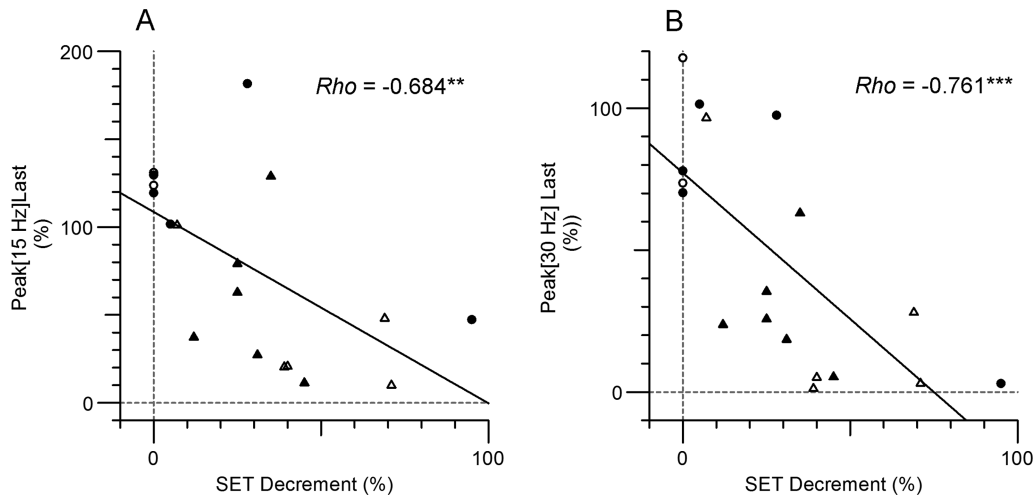 A
200
100
0
Rho = -0.684**
Peak[15 Hz]Last
(%)
0
100
SET Decrement (%)
B
100
0
Rho = -0.761***
Peak[30 Hz] Last
(%))
0
100
SET Decrement (%)